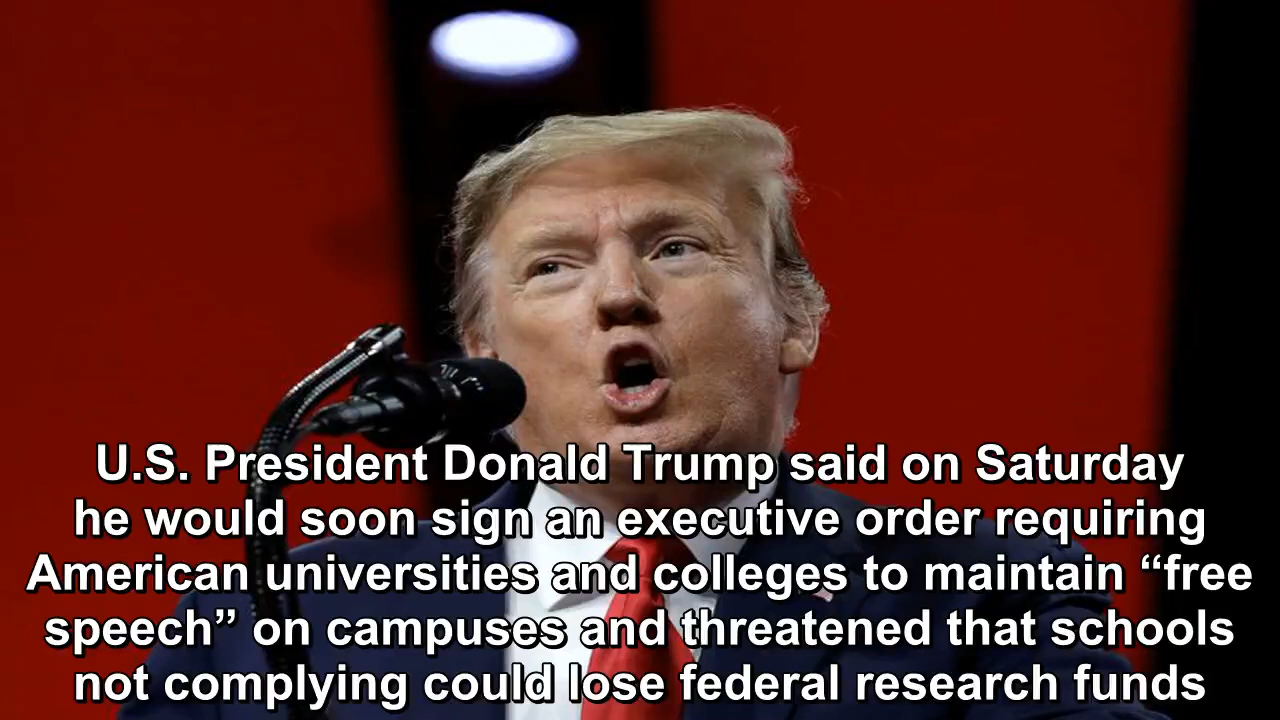 U.S. President Donald Trump said on Saturday
he would soon sign an executive order requiring
American universities and colleges to maintain “free
speech” on campuses and threatened that schools
not complying could lose federal research funds